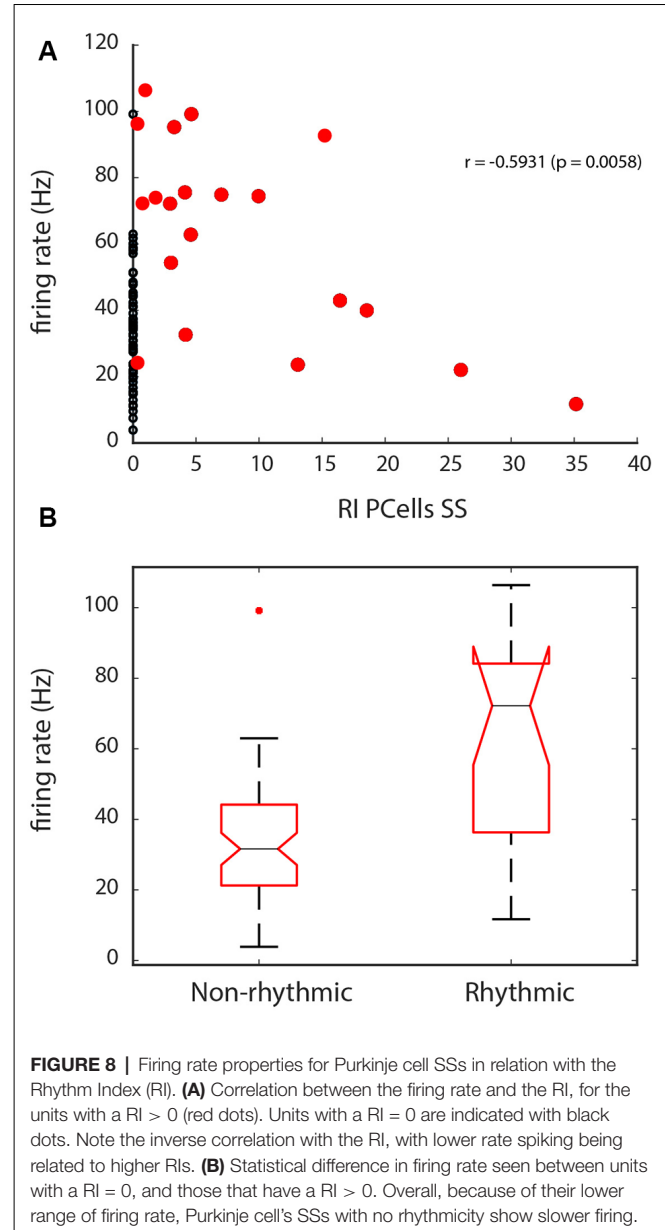 A
120
100
80
60
40
20
0
firing rate (Hz)
r = -0.5931 (p = 0.0058)
0 5 10 15 20 25 30 35 40
RI PCells SS
B
100
80
60
40
20
0
firing rate (Hz)
Non-rhythmic Rhythmic
FIGURE 8 | Firing rate properties for Purkinje cell SSs in relation with the
Rhythm Index (RI). (A) Correlation between the firing rate and the RI, for the
units with a RI > 0 (red dots). Units with a RI = 0 are indicated with black
dots. Note the inverse correlation with the RI, with lower rate spiking being
related to higher RIs. (B) Statistical difference in firing rate seen between units
with a RI = 0, and those that have a RI > 0. Overall, because of their lower
range of firing rate, Purkinje cell's SSs with no rhythmicity show slower firing.